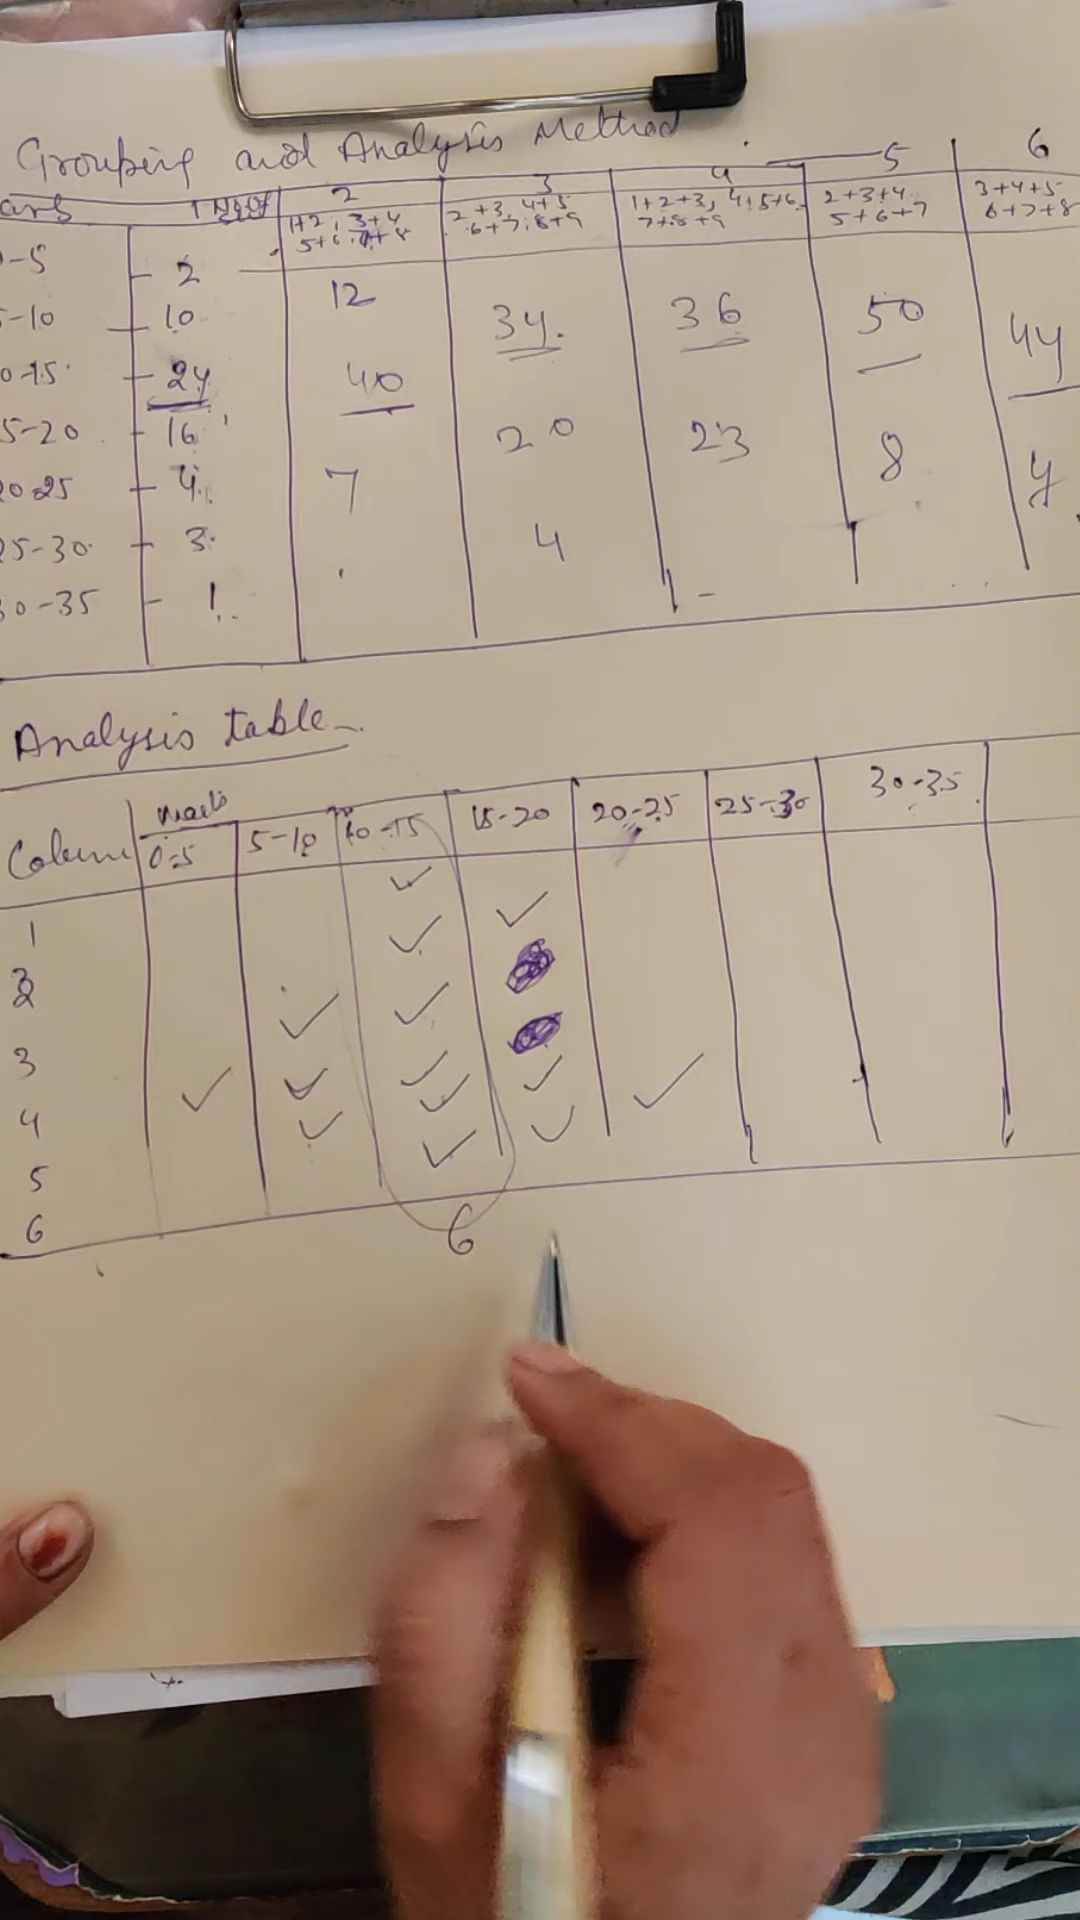 Grouping and Analysis Method
1 2 3 4 5 6
1+2, 3+4 2+3, 4+5 1+2+3, 4+5+6 2+3+4 3+4+5
5+6 6+7, 8+9 7+8+9 5+6+7 6+7+8
-5 2 12
-10 10 34 36 50 44
0-15 24 40
5-20 16 20 23 8 4
20-25 4 7
25-30 3 4
30-35 1 -
Analysis table
Column Marks
0-5 5-10 10-15 15-20 20-25 25-30 30-35
1 ✓
2 ✓ ✓
3 ✓ ✓
4 ✓ ✓ ✓
5 ✓ ✓ ✓
6 ✓ ✓ ✓
6